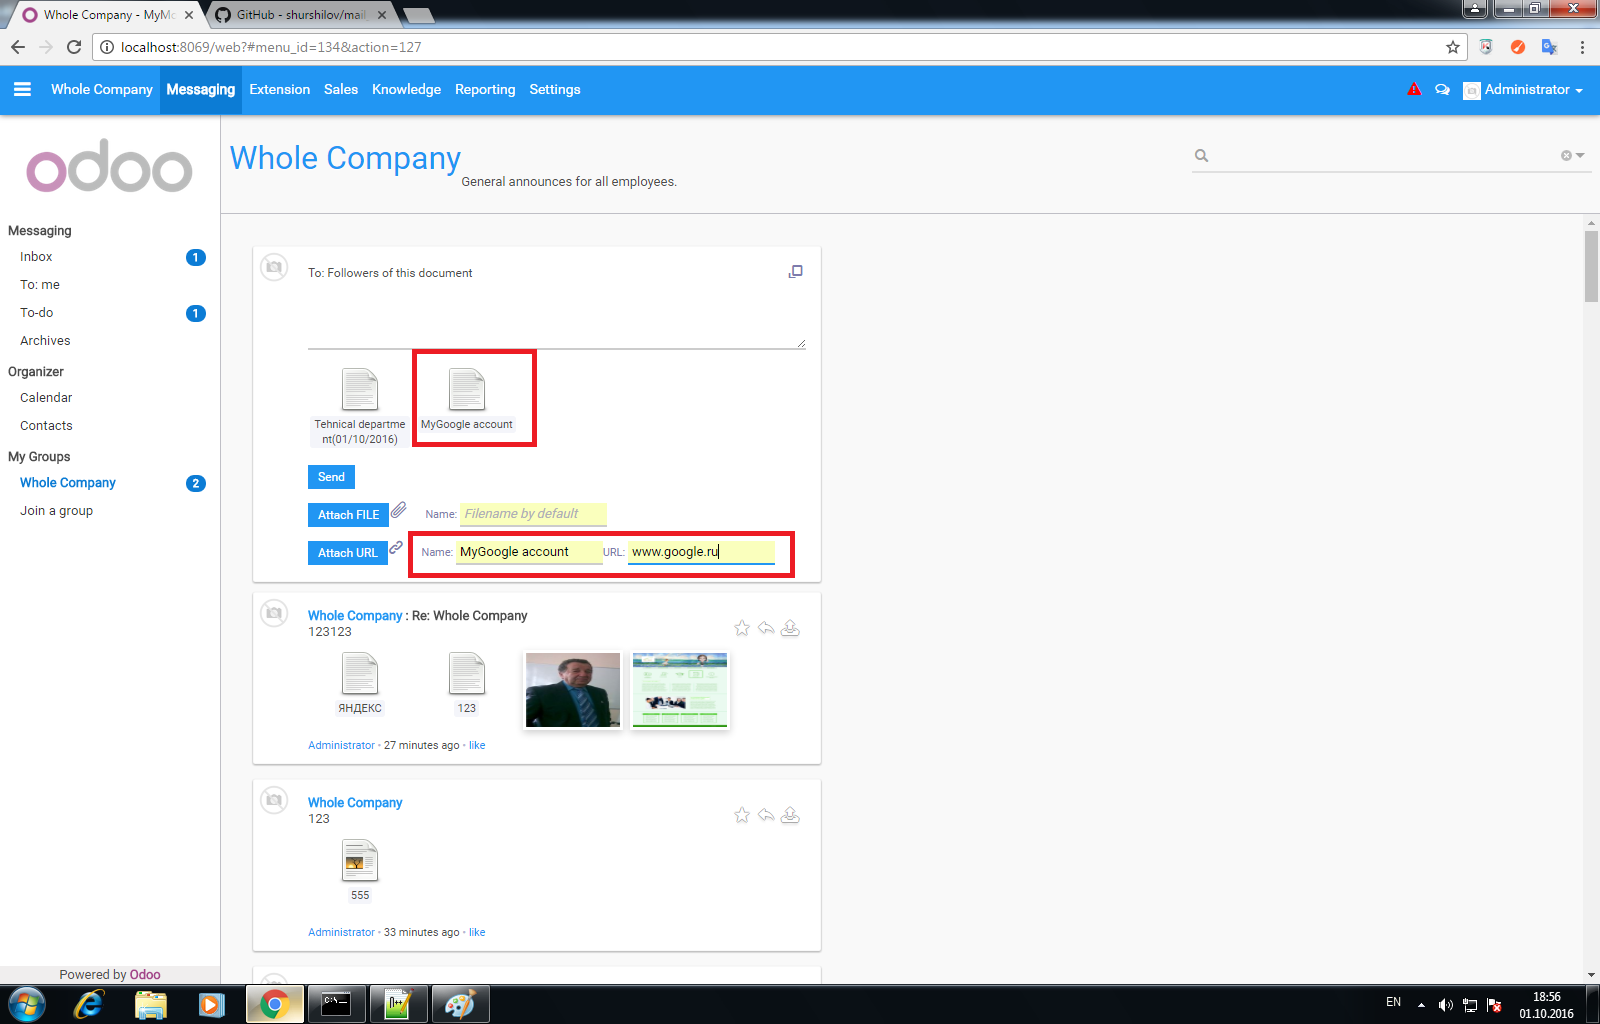 Whole Company - MyMo
GitHub - shurshilov/mail_
localhost:8069/web?#menu_id=134&action=127
Whole Company Messaging Extension Sales Knowledge Reporting Settings Administrator
odoo
Whole Company
General announces for all employees.
Messaging
Inbox 1
To: me
To-do 1
Archives
Organizer
Calendar
Contacts
My Groups
Whole Company 2
Join a group
To: Followers of this document
Tehnical departme
nt(01/10/2016)
MyGoogle account
Send
Attach FILE Name: Filename by default
Attach URL Name: MyGoogle account URL: www.google.ru
Whole Company : Re: Whole Company
123123
ЯНДЕКС 123
Administrator • 27 minutes ago • like
Whole Company
123
555
Administrator • 33 minutes ago • like
Powered by Odoo
C:\.
EN
18:56
01.10.2016